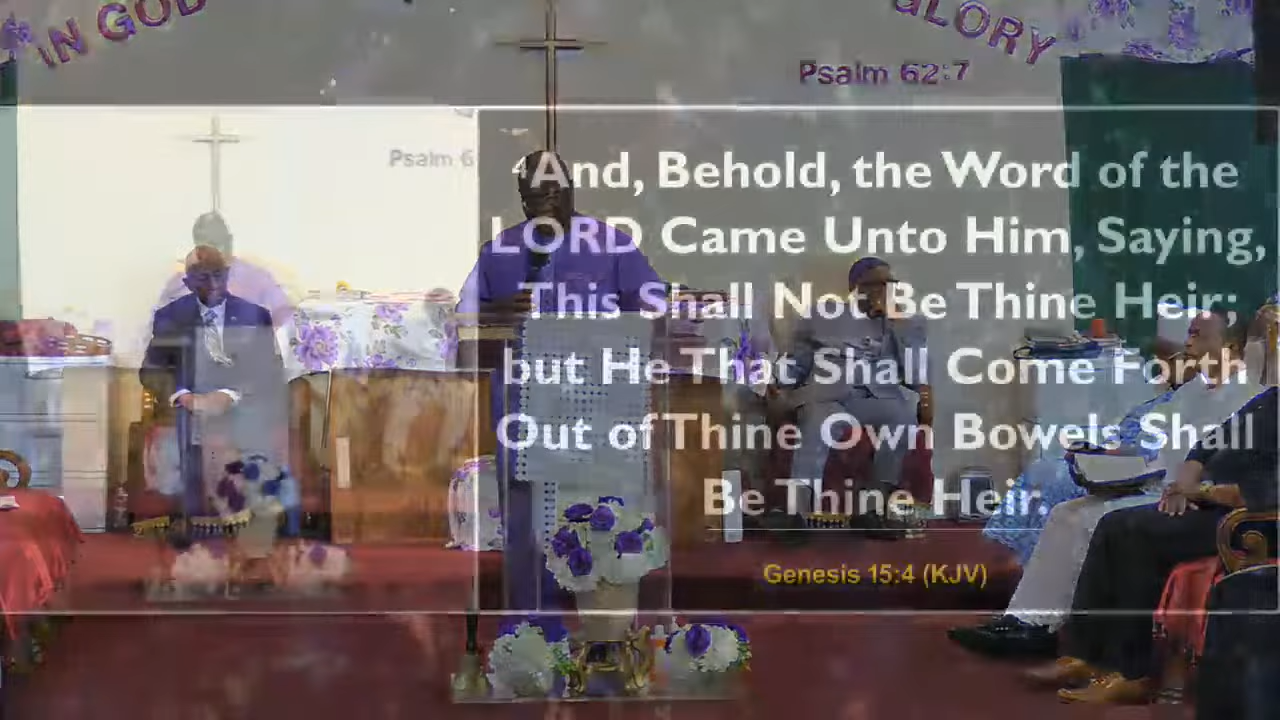 IN GOD
GLORY
Psalm 62:7
Psalm 6
4And, Behold, the Word of the
LORD Came Unto Him, Saying,
This Shall Not Be Thine Heir;
but He That Shall Come Forth
Out of Thine Own Bowels Shall
Be Thine Heir.
Genesis 15:4 (KJV)